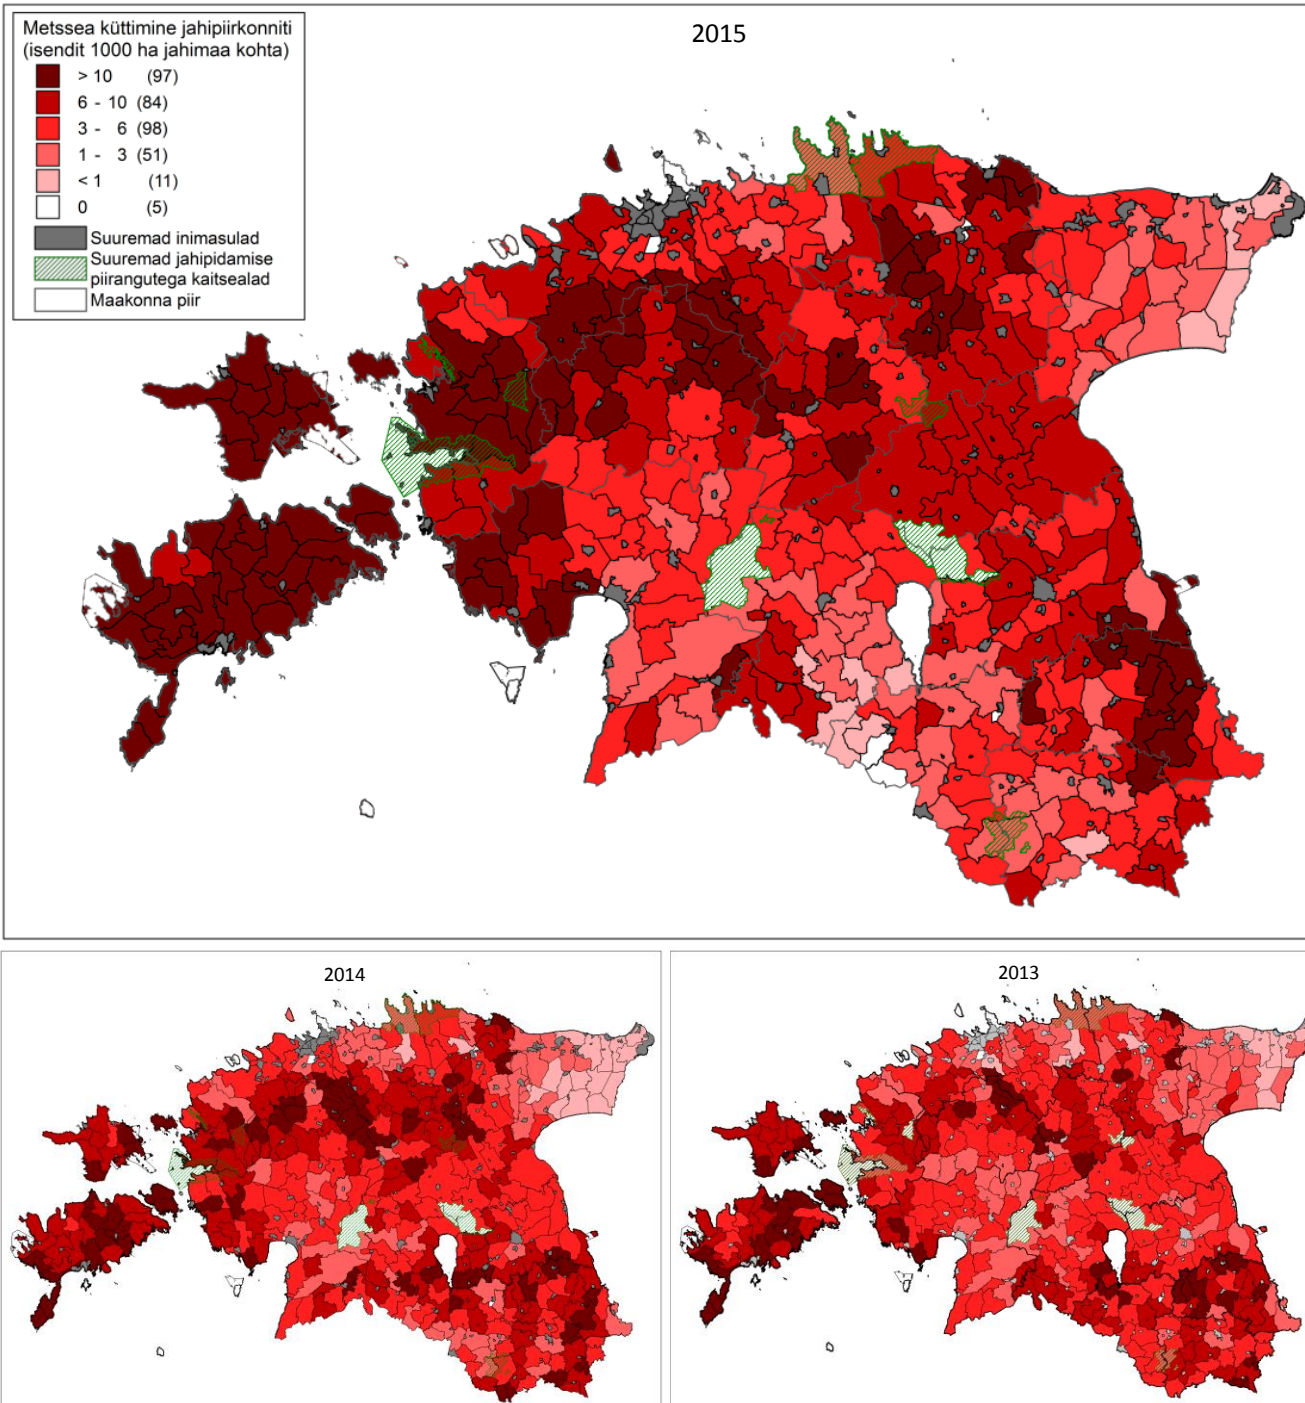 Metssea küttimine jahipiirkonniti
(isendit 1000 ha jahimaa kohta)
> 10 (97)
6 - 10 (84)
3 - 6 (98)
1 - 3 (51)
< 1 (11)
0 (5)
Suuremad inimasulad
Suuremad jahipidamise
piirangutega kaitsealad
Maakonna piir
2015
2014
2013